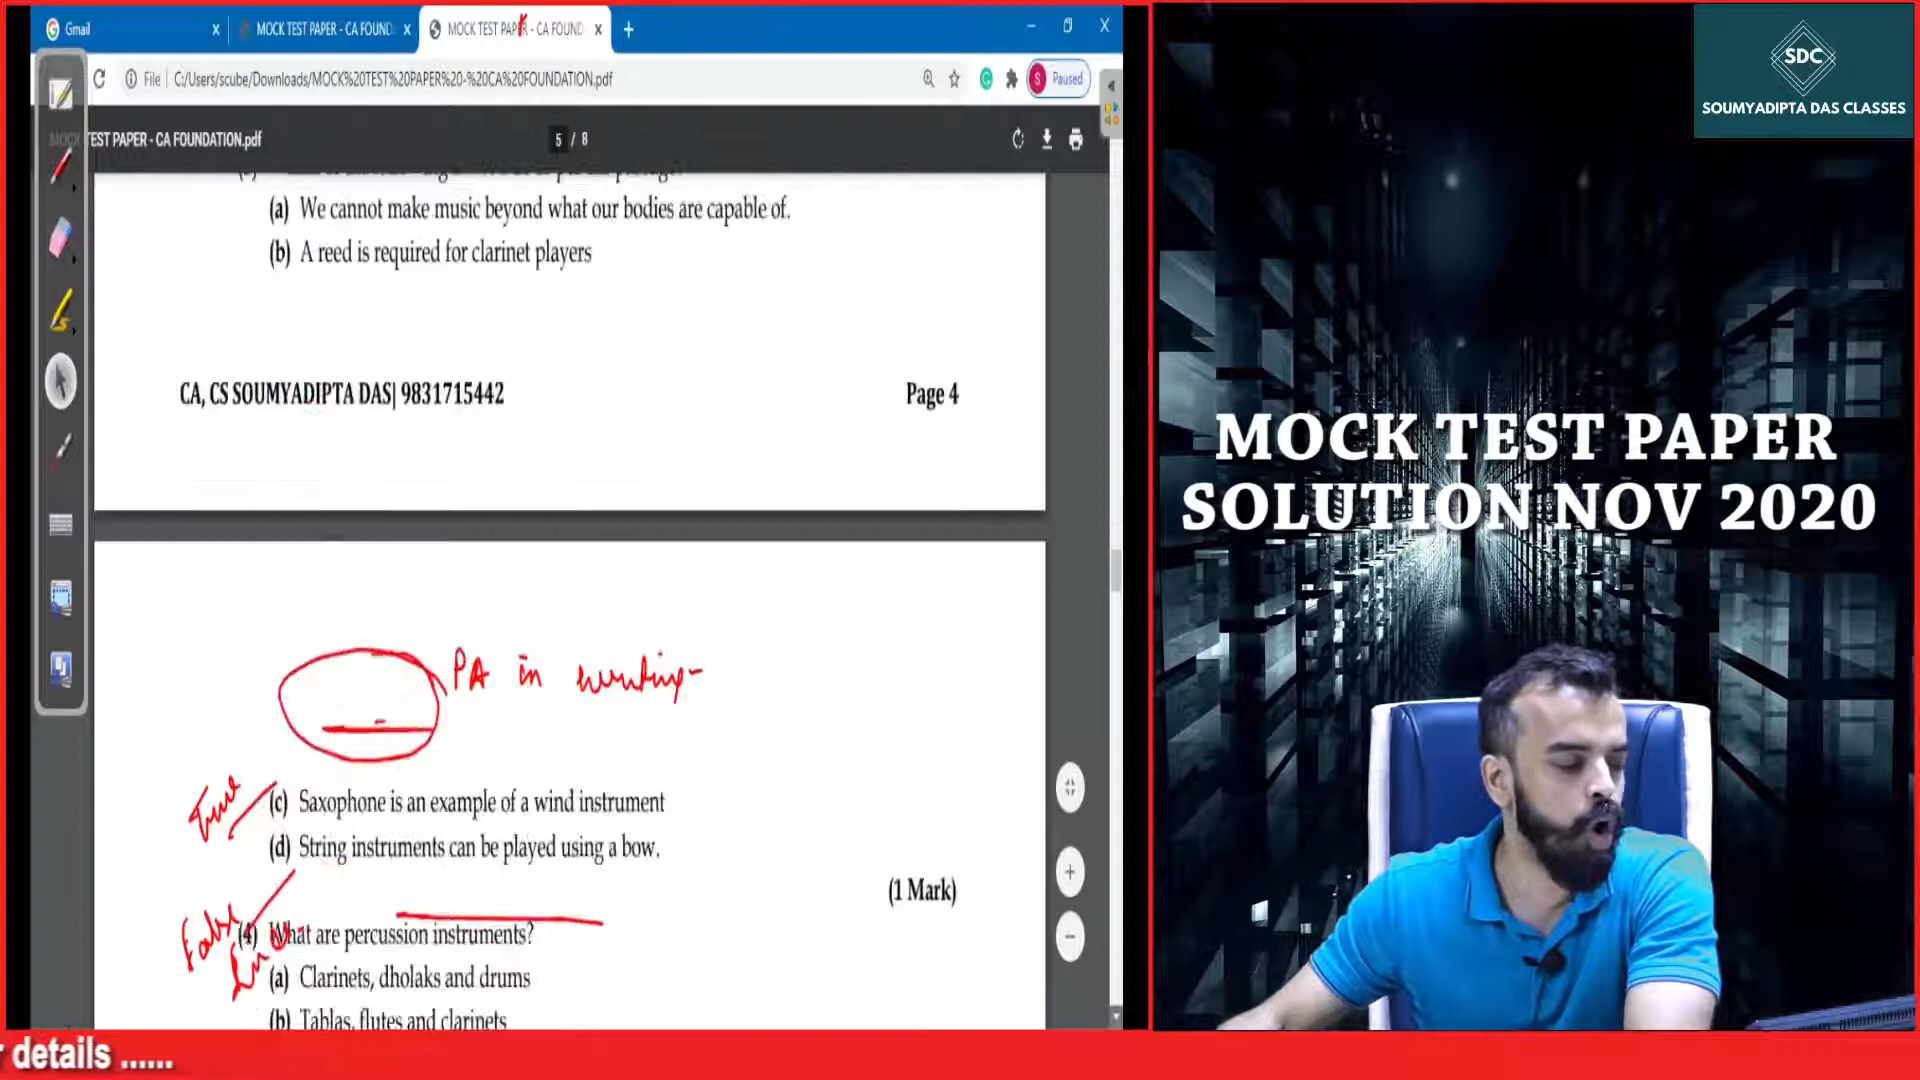 Gmail
MOCK TEST PAPER - CA FOUND
MOCK TEST PAPER - CA FOUND
File
C:/Users/scube/Downloads/MOCK%20TEST%20PAPER%20-%20CA%20FOUNDATION.pdf
S Paused
MOCK TEST PAPER - CA FOUNDATION.pdf
5 / 8
(a) We cannot make music beyond what our bodies are capable of.
(b) A reed is required for clarinet players
CA, CS SOUMYADIPTA DAS| 9831715442
Page 4
PA in
True
(c) Saxophone is an example of a wind instrument
(d) String instruments can be played using a bow.
(1 Mark)
False
(4) What are percussion instruments?
(a) Clarinets, dholaks and drums
(b) Tablas, flutes and clarinets
SDC
SOUMYADIPTA DAS CLASSES
MOCK TEST PAPER
SOLUTION NOV 2020
r details ......